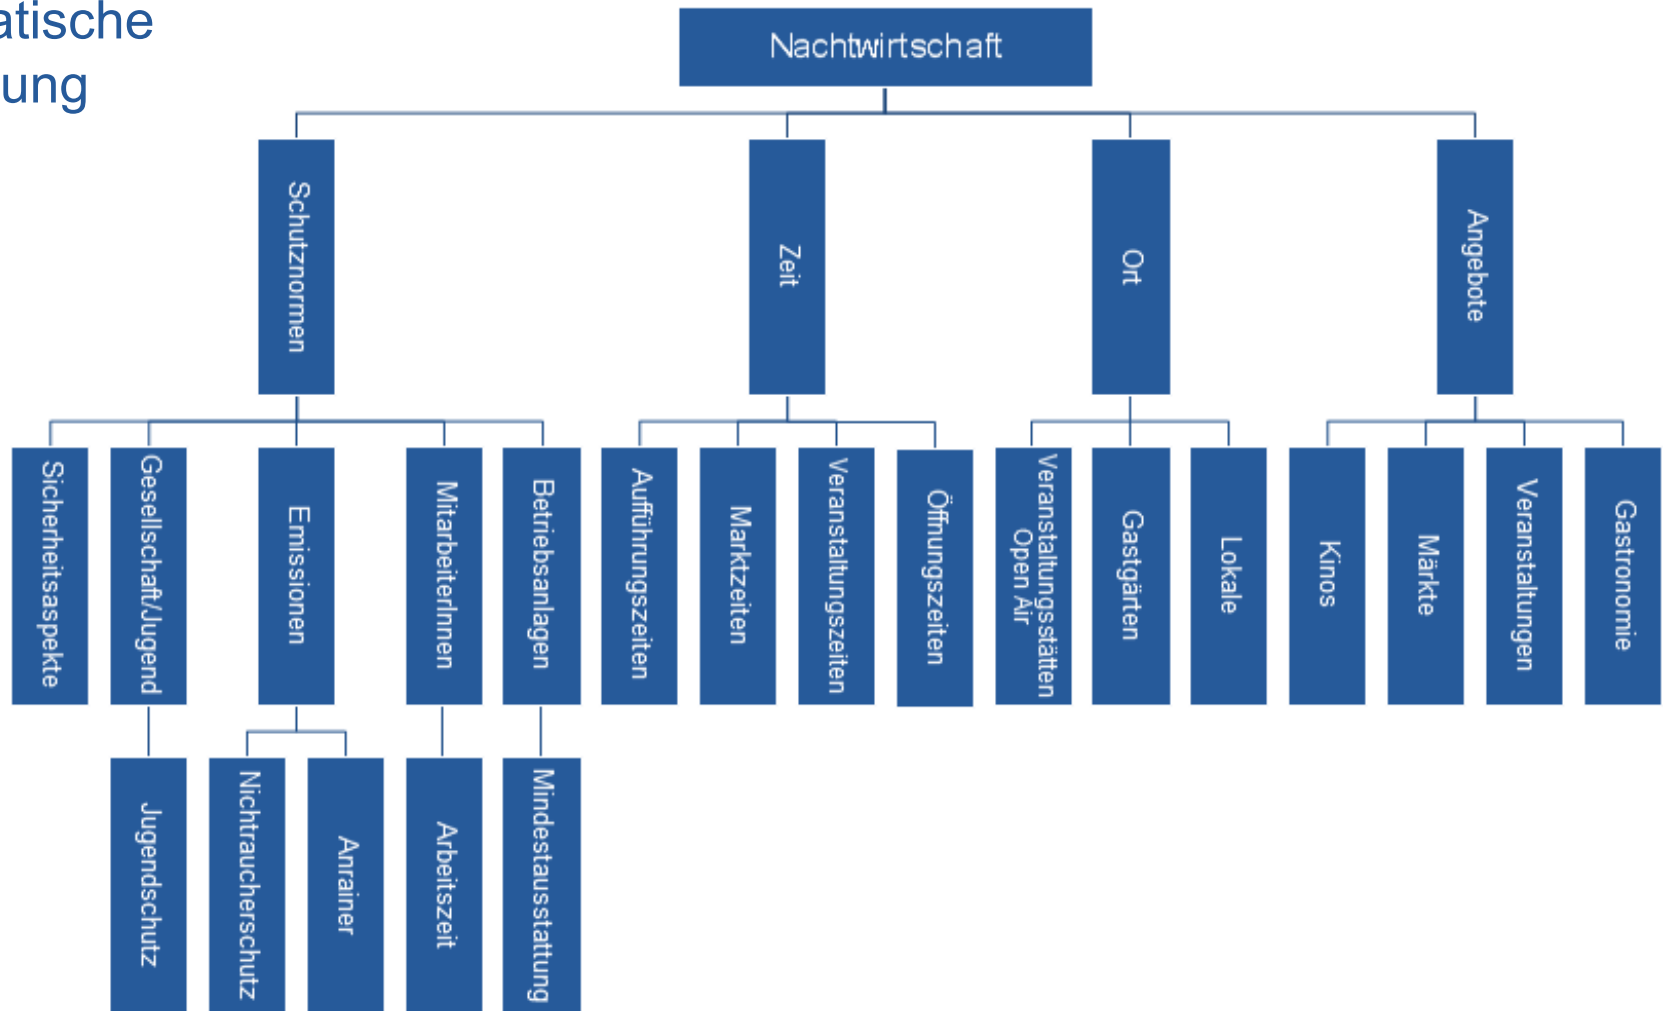 atische
ung
Nachtwirtschaft
Schutznormen
Zeit
Ort
Angebote
Sicherheitsaspekte
Gesellschaft/Jugend
Emissionen
MitarbeiterInnen
Betriebsanlagen
Aufführungszeiten
Marktzeiten
Veranstaltungszeiten
Öffnungszeiten
Veranstaltungsstätten
Open Air
Gastgärten
Lokale
Kinos
Märkte
Veranstaltungen
Gastronomie
Jugendschutz
Nichtraucherschutz
Anrainer
Arbeitszeit
Mindestausstattung